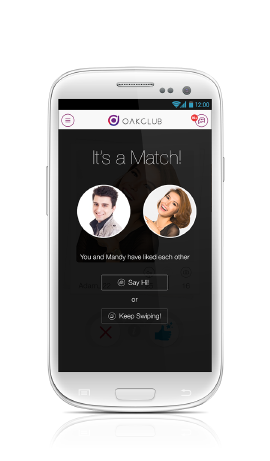 12:00
OAKCLUB
It's a Match!
You and Mandy have liked each other
Say Hi!
or
Keep Swiping!